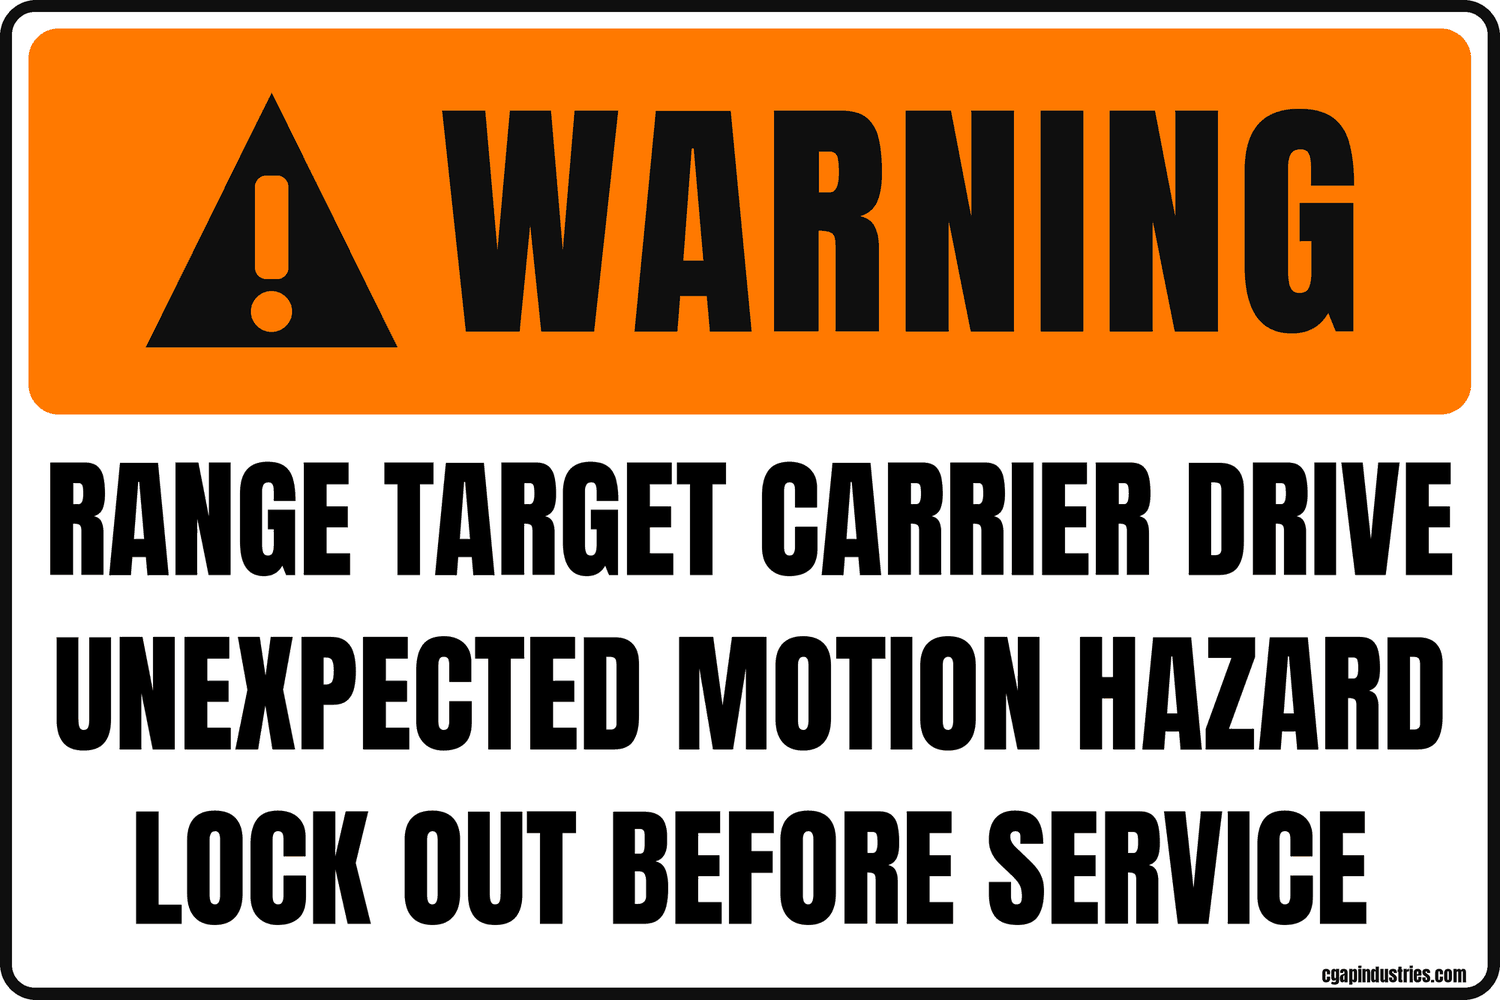 WARNING
RANGE TARGET CARRIER DRIVE
UNEXPECTED MOTION HAZARD
LOCK OUT BEFORE SERVICE
cgapindustries.com